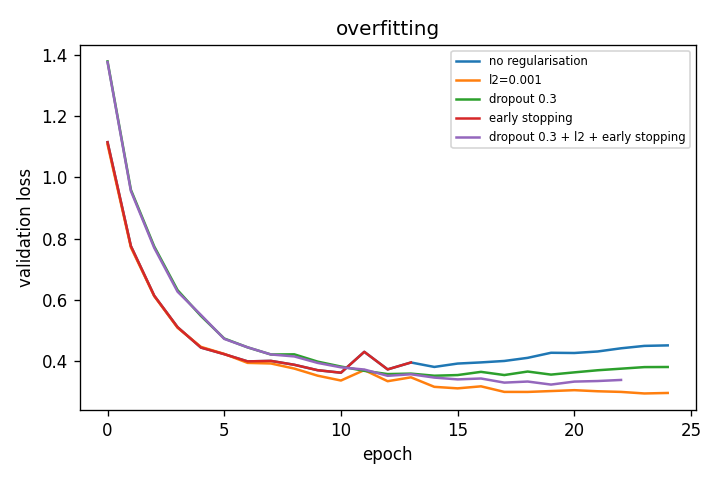 overfitting
no regularisation
l2=0.001
dropout 0.3
early stopping
dropout 0.3 + l2 + early stopping
validation loss
1.4
1.2
1.0
0.8
0.6
0.4
0 5 10 15 20 25
epoch